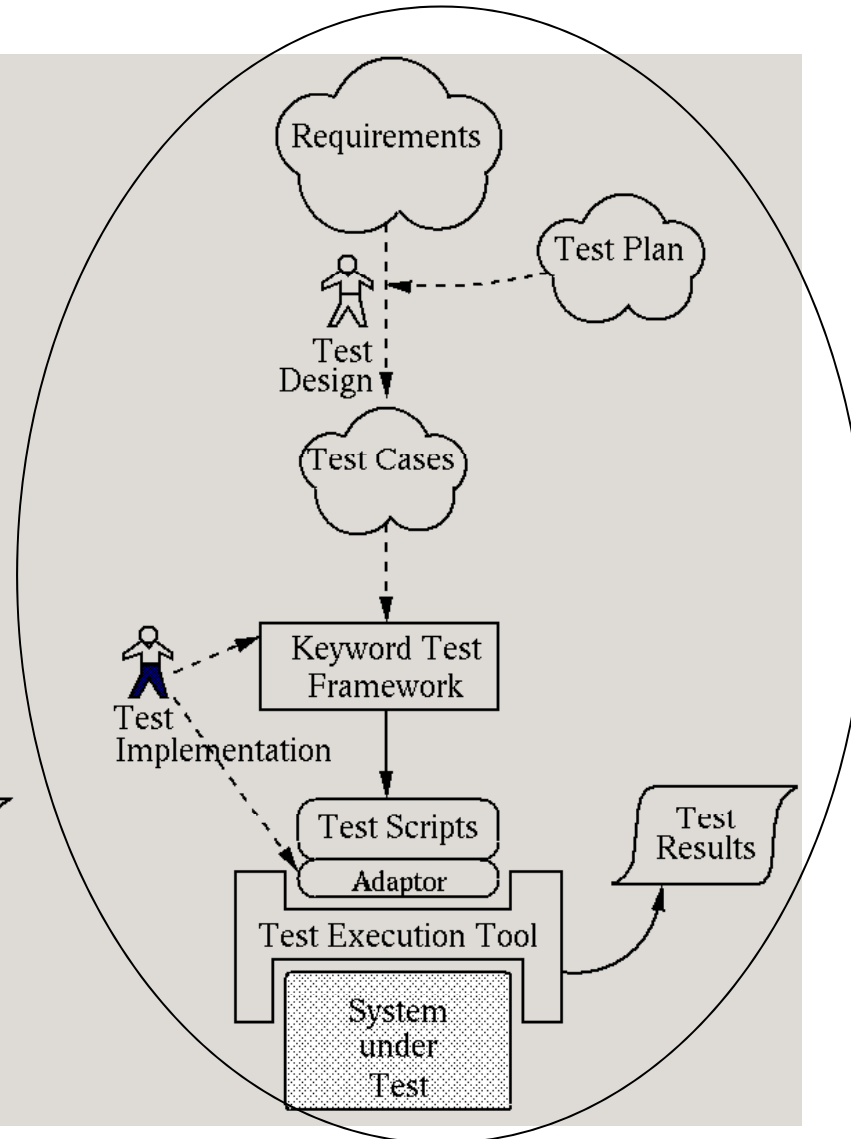 Requirements
Test Plan
Test
Design
Test Cases
Keyword Test
Framework
Test
Implementation
Test Scripts
Adaptor
Test Execution Tool
Test
Results
System
under
Test